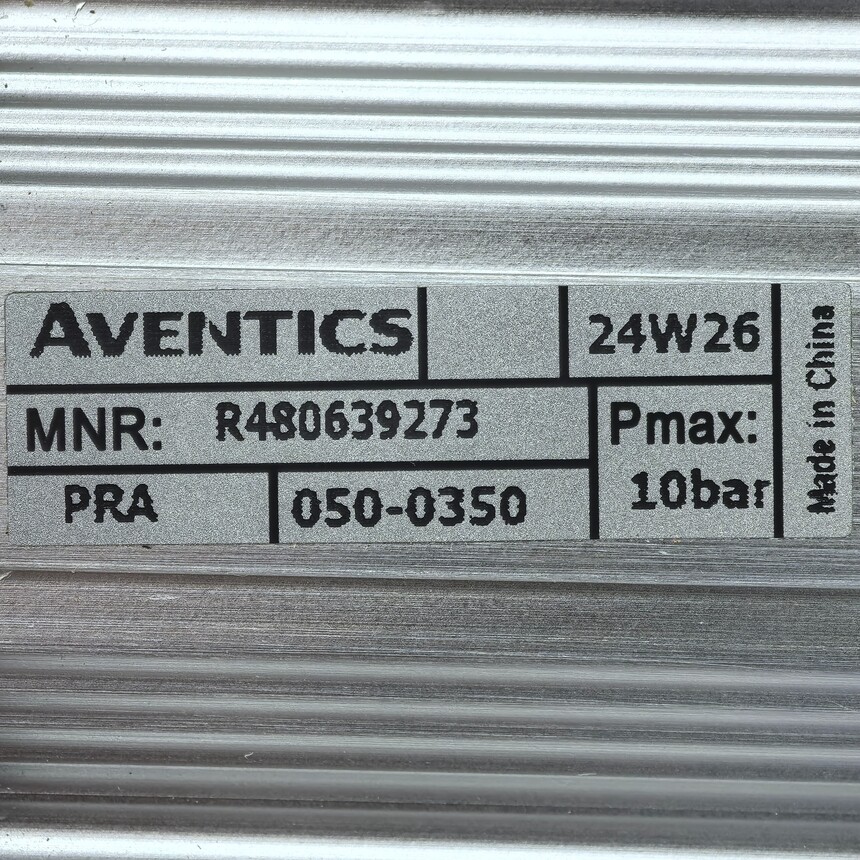 AVENTICS
24W26
MNR: R480639273
Pmax:
10bar
PRA
050-0350
Made in China